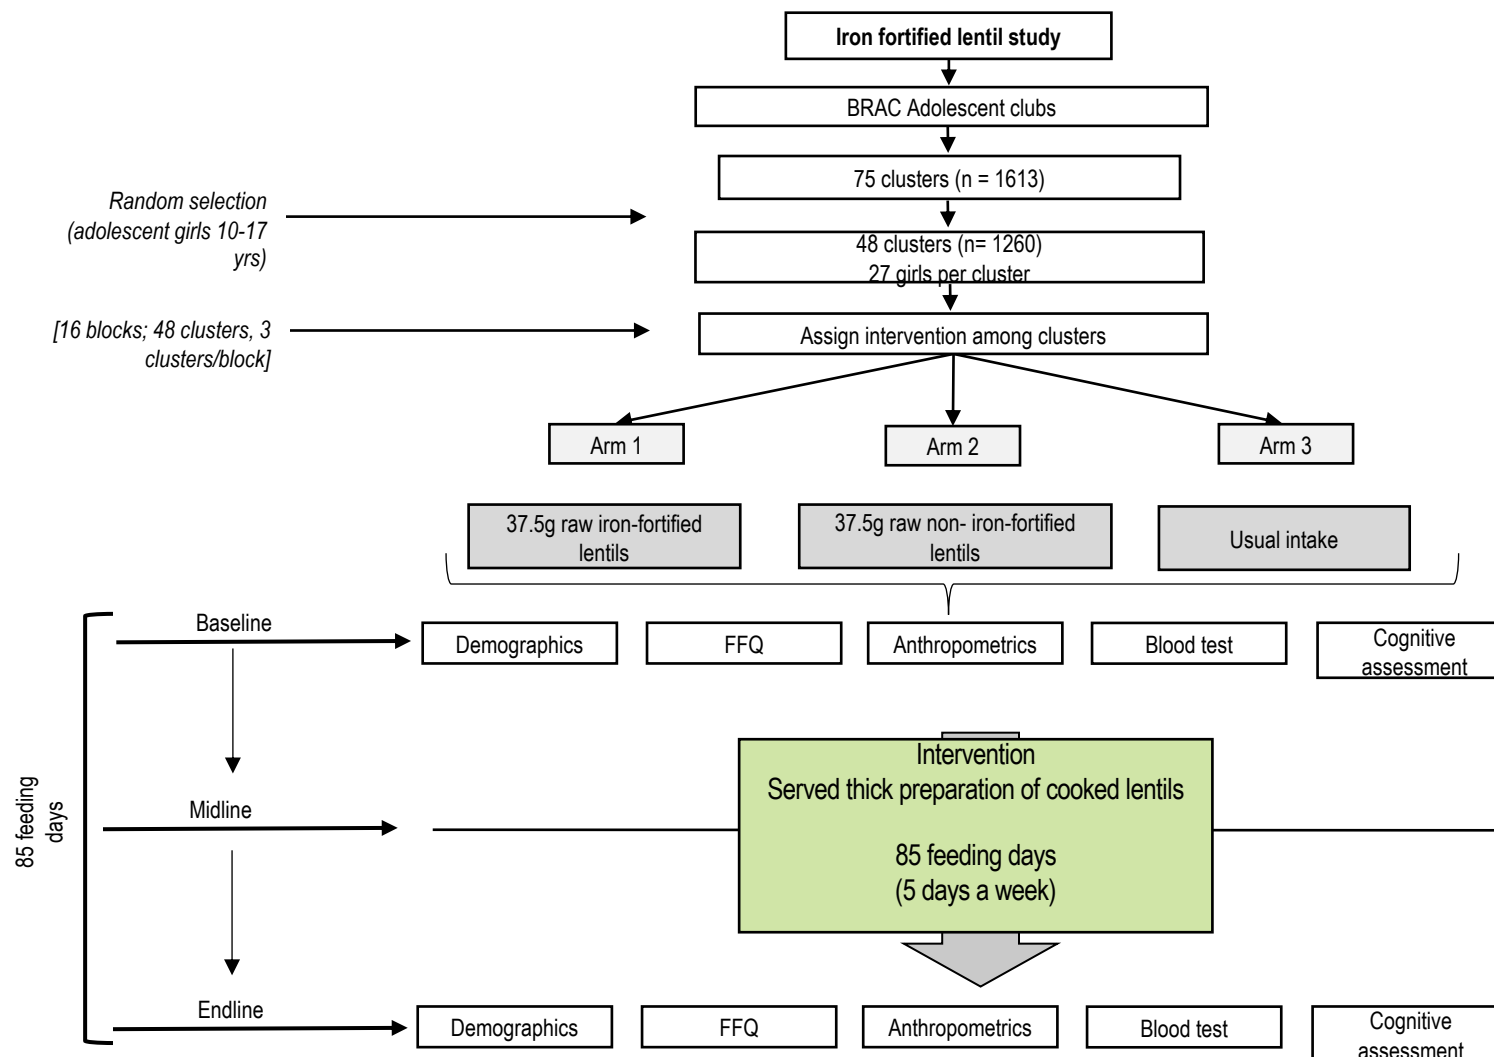 Iron fortified lentil study
BRAC Adolescent clubs
75 clusters (n = 1613)
Random selection
(adolescent girls 10-17
yrs)
48 clusters (n= 1260)
27 girls per cluster
[16 blocks; 48 clusters, 3
clusters/block]
Assign intervention among clusters
Arm 1
Arm 2
Arm 3
37.5g raw iron-fortified
lentils
37.5g raw non- iron-fortified
lentils
Usual intake
85 feeding
days
Baseline
Demographics
FFQ
Anthropometrics
Blood test
Cognitive
assessment
Midline
Intervention
Served thick preparation of cooked lentils
85 feeding days
(5 days a week)
Endline
Demographics
FFQ
Anthropometrics
Blood test
Cognitive
assessment